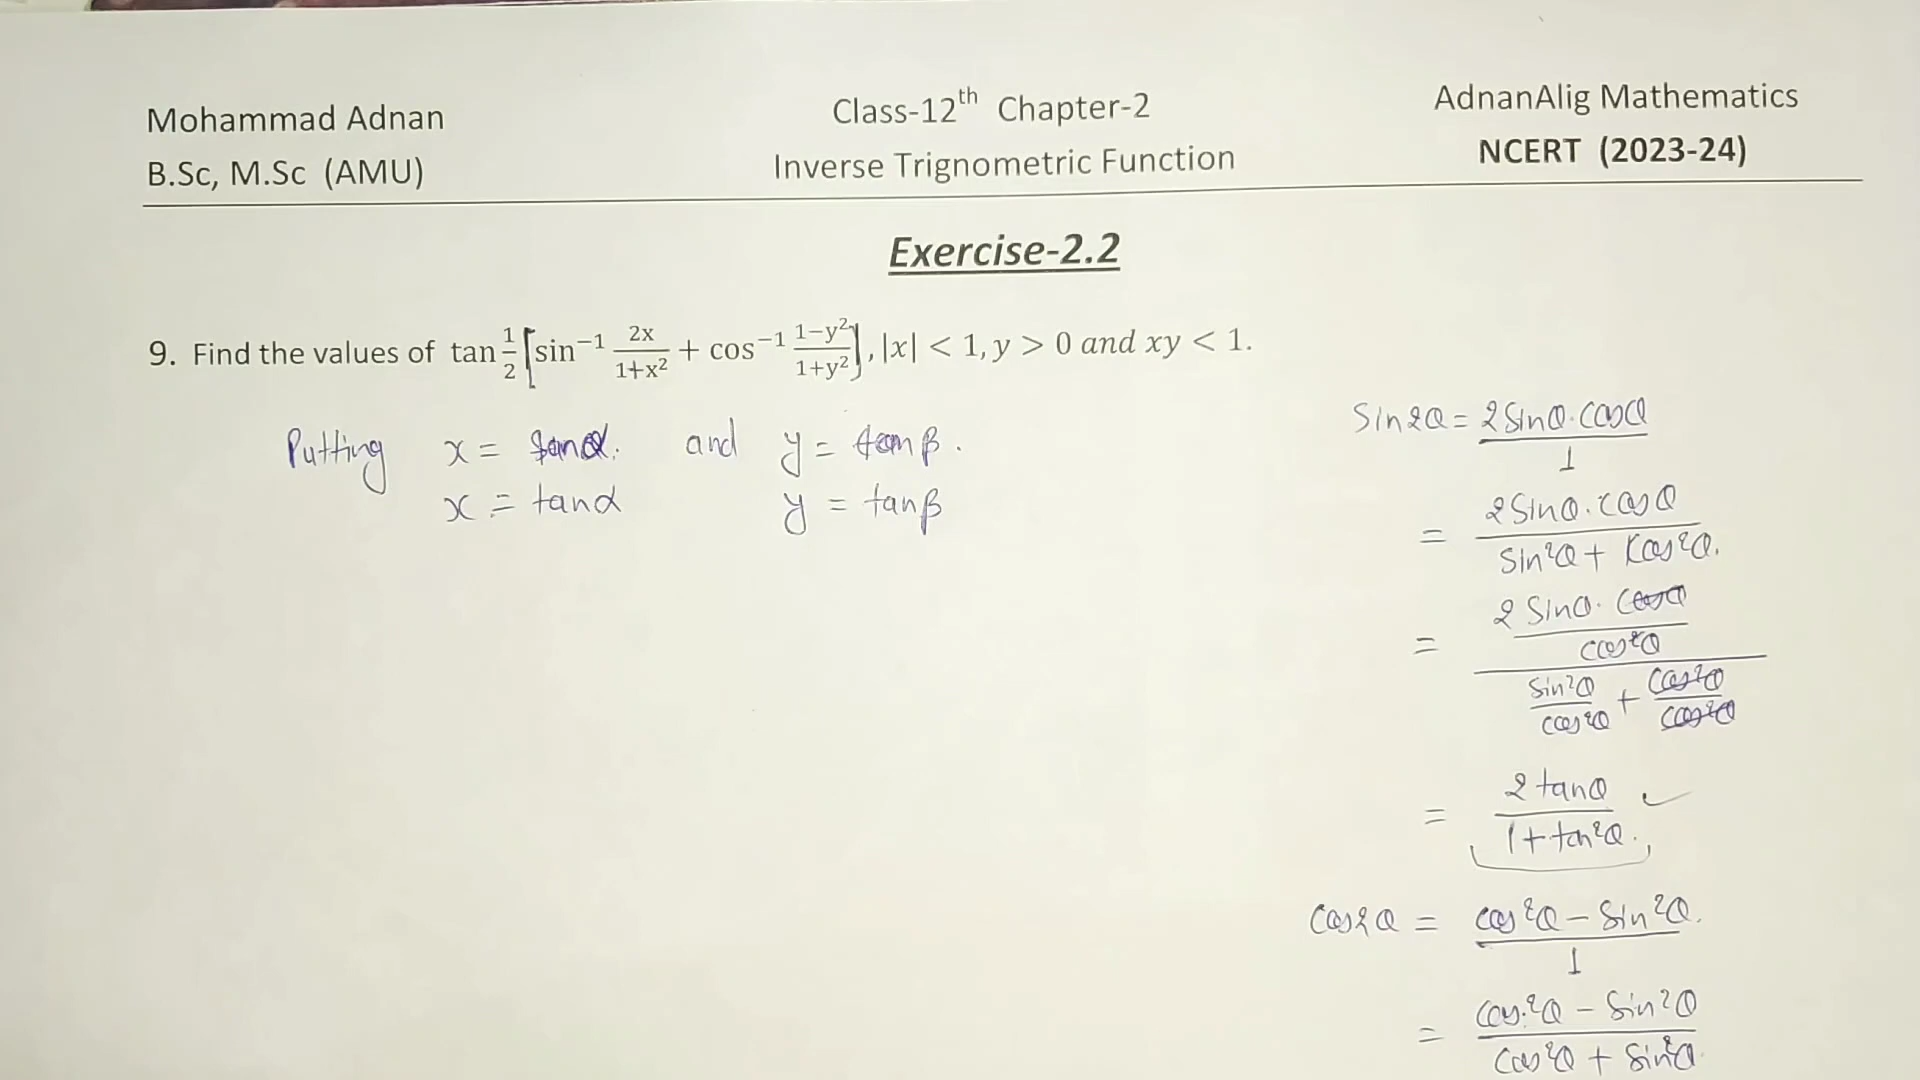 Mohammad Adnan
B.Sc, M.Sc (AMU)
Class-12th Chapter-2
Inverse Trignometric Function
AdnanAlig Mathematics
NCERT (2023-24)
Exercise-2.2
9. Find the values of tan 1/2 [sin⁻¹ 2x/1+x² + cos⁻¹ 1−y²/1+y²], |x| < 1, y > 0 and xy < 1.
Putting x = tanα. and y = tanβ.
x = tanα y = tanβ
Sin2θ = 2Sinθ.Cosθ/1
= 2Sinθ.Cosθ/Sin²θ + Cos²θ.
= 2 Sinθ. Cosθ/Cos²θ / Sin²θ/Cos²θ + Cos²θ/Cos²θ
= 2 tanθ/1 + tan²θ. ✓
Cos2θ = Cos²θ − Sin²θ./1
= Cos²θ − Sin²θ/Cos²θ + Sin²θ